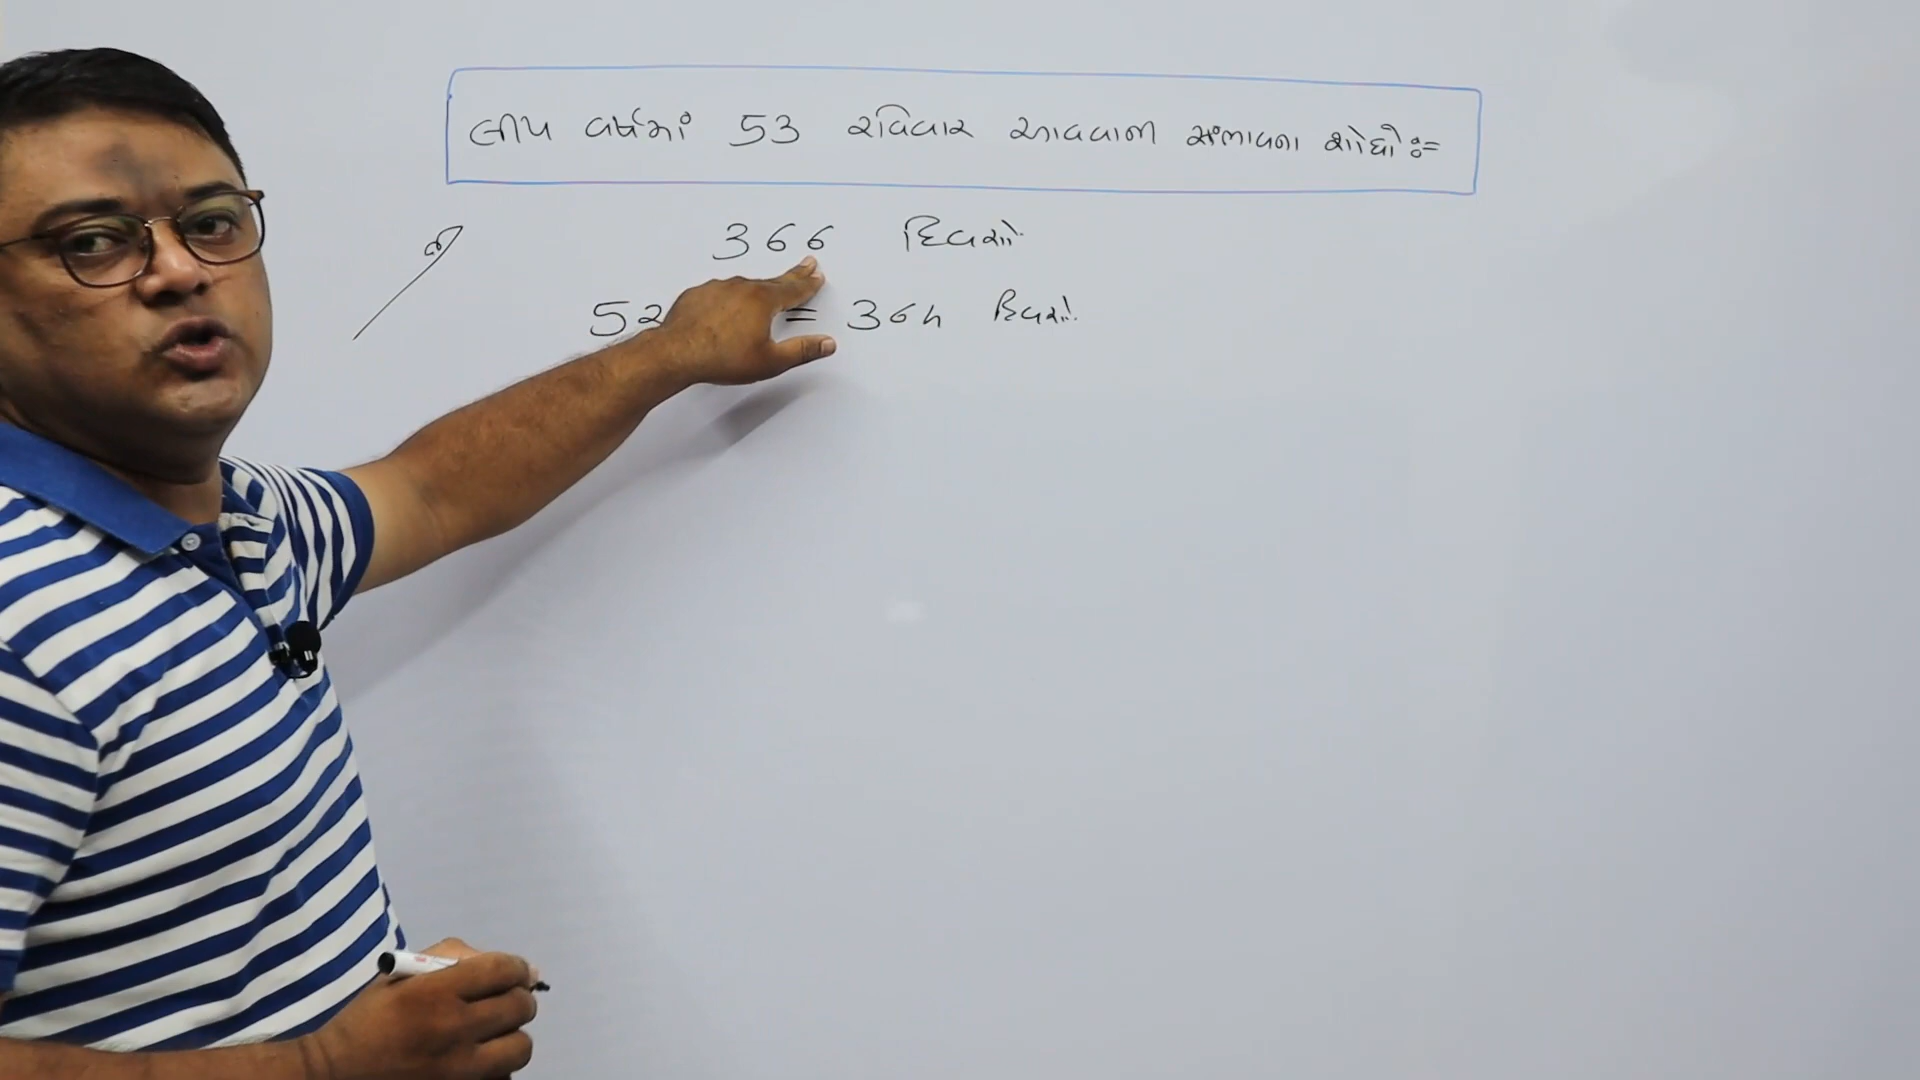 લીપ વર્ષમાં 53 રવિવાર આવવાની સંભાવના શોધો :=
366 દિવસો
52 = 364 દિવસો